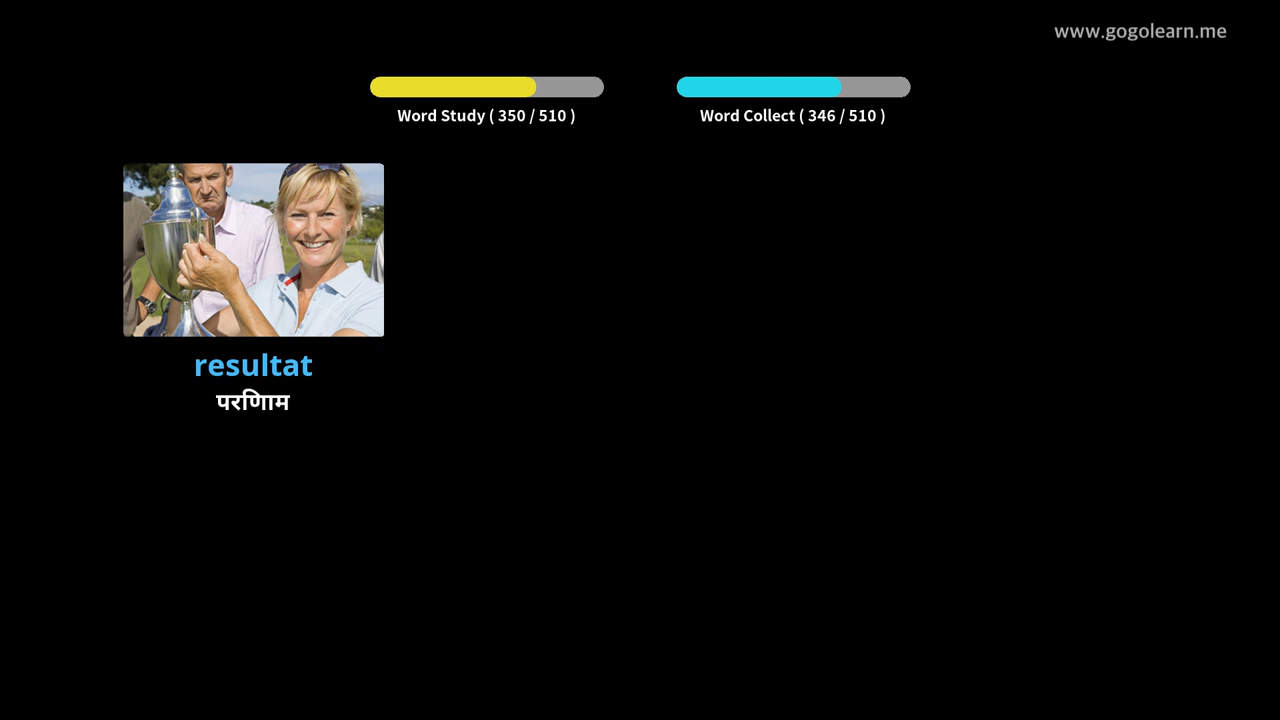 www.gogolearn.me
Word Study ( 350 / 510 )
Word Collect ( 346 / 510 )
resultat
परिणाम